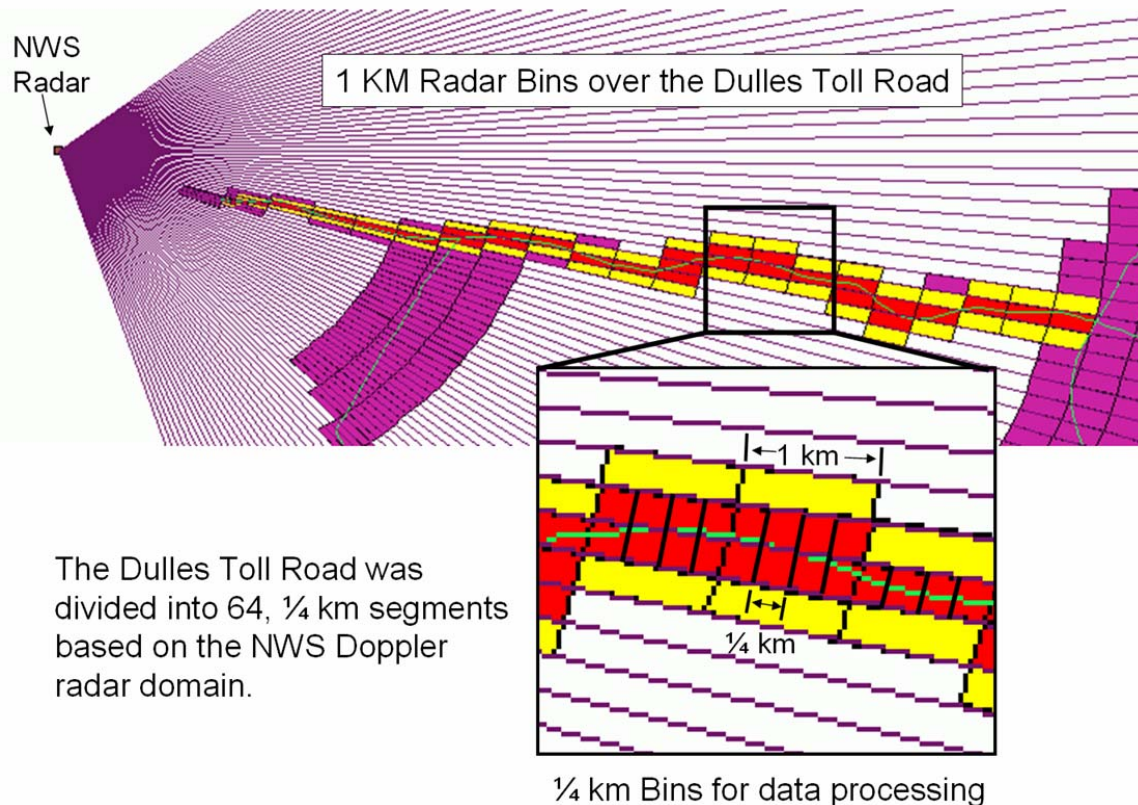 NWS
Radar
1 KM Radar Bins over the Dulles Toll Road
1 km
¼ km
The Dulles Toll Road was
divided into 64, ¼ km segments
based on the NWS Doppler
radar domain.
¼ km Bins for data processing